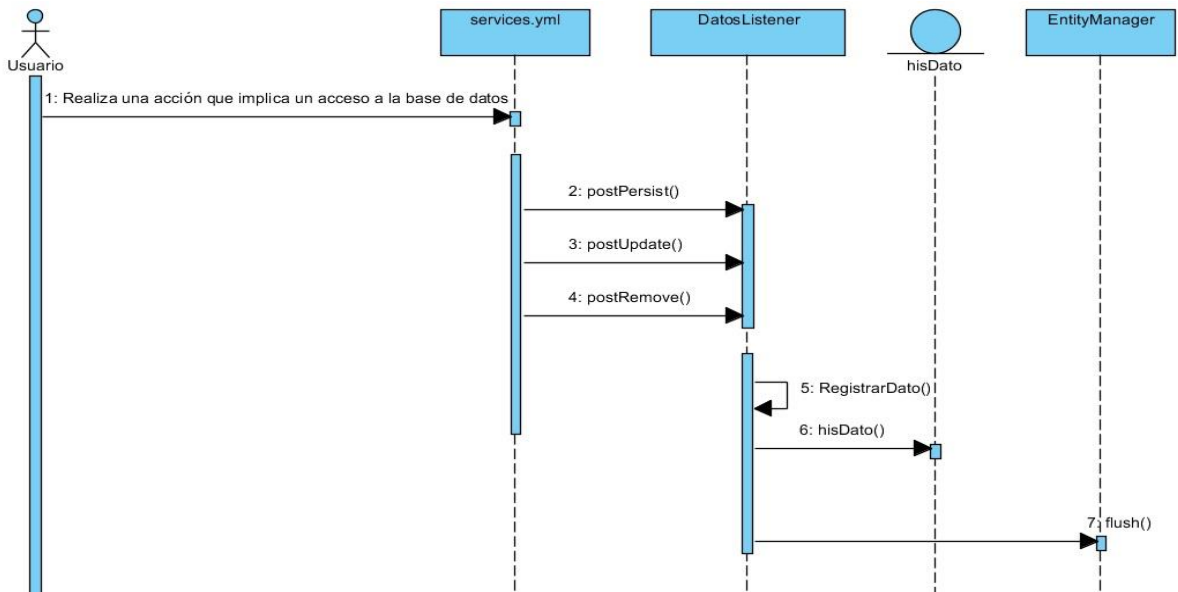 services.yml
DatosListener
EntityManager
Usuario
hisDato
1: Realiza una acción que implica un acceso a la base de datos
2: postPersist()
3: postUpdate()
4: postRemove()
5: RegistrarDato()
6: hisDato()
7: flush()